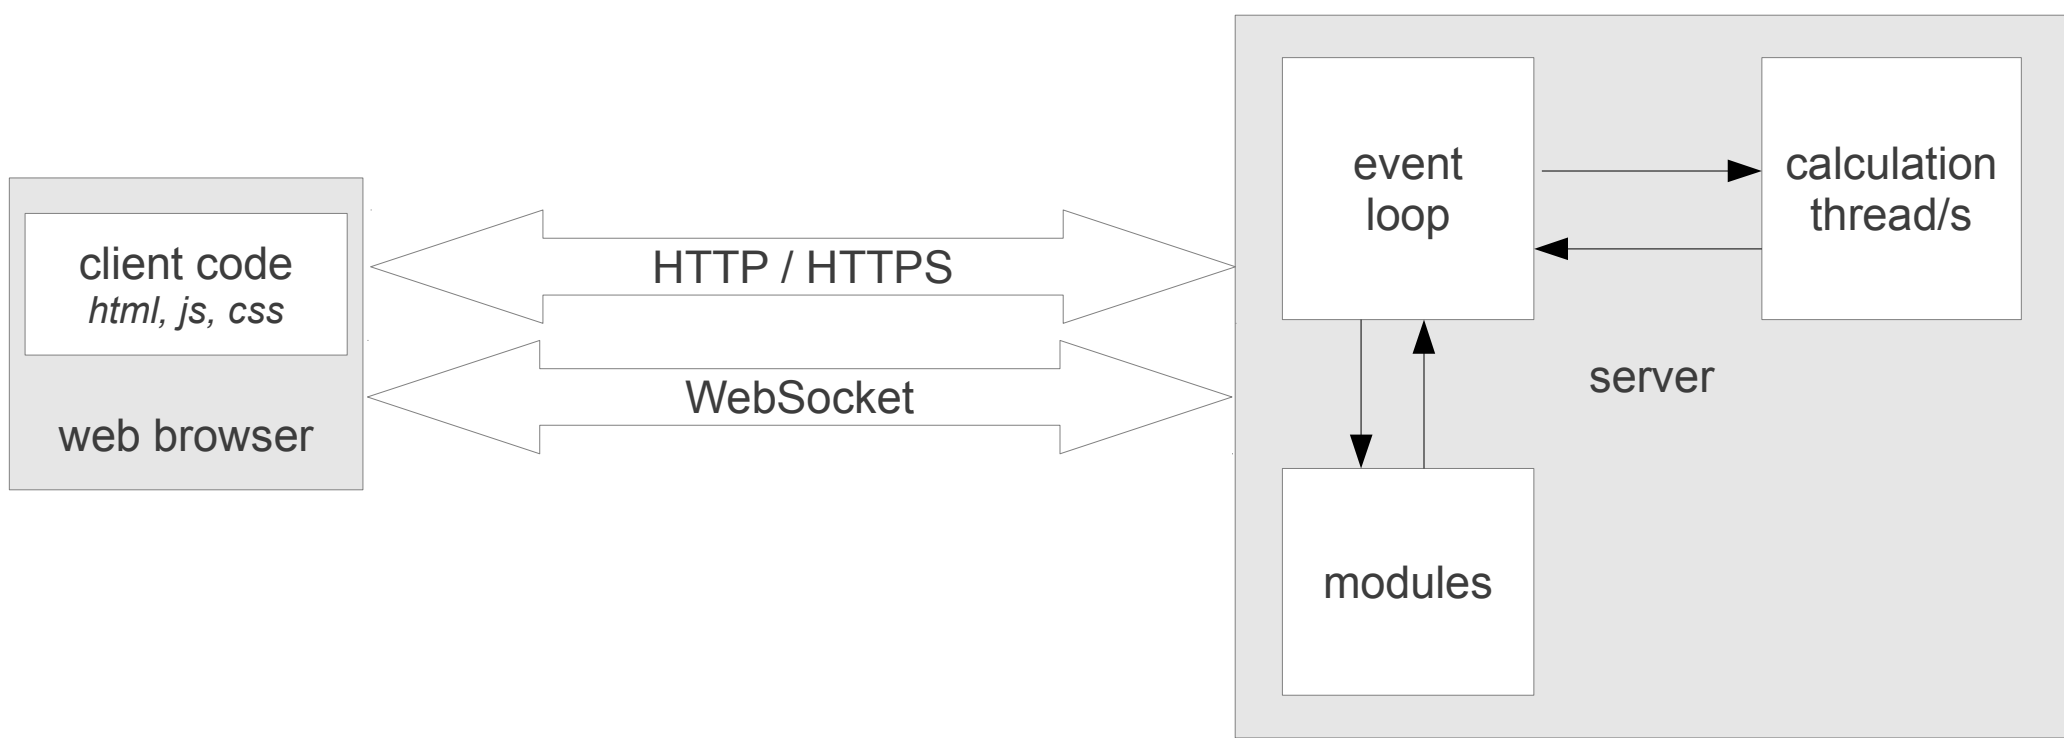 client code
html, js, css
web browser
HTTP / HTTPS
WebSocket
event
loop
calculation
thread/s
server
modules